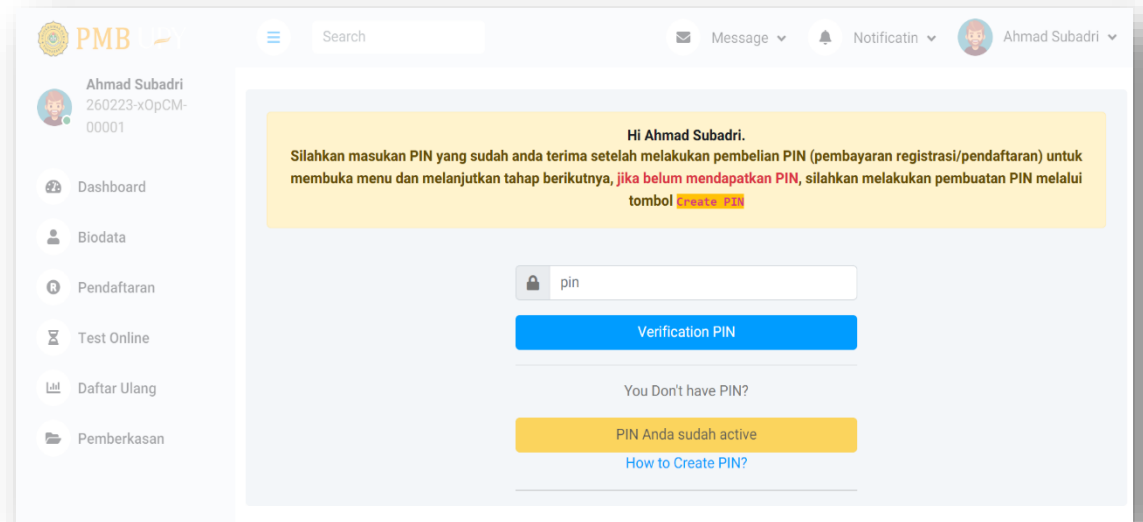 PMB
Search
Message
Notificatin
Ahmad Subadri
Ahmad Subadri
260223-xOpCM-
00001
Dashboard
Biodata
Pendaftaran
Test Online
Daftar Ulang
Pemberkasan
Hi Ahmad Subadri.
Silahkan masukan PIN yang sudah anda terima setelah melakukan pembelian PIN (pembayaran registrasi/pendaftaran) untuk
membuka menu dan melanjutkan tahap berikutnya, jika belum mendapatkan PIN, silahkan melakukan pembuatan PIN melalui
tombol Create PIN
pin
Verification PIN
You Don't have PIN?
PIN Anda sudah active
How to Create PIN?